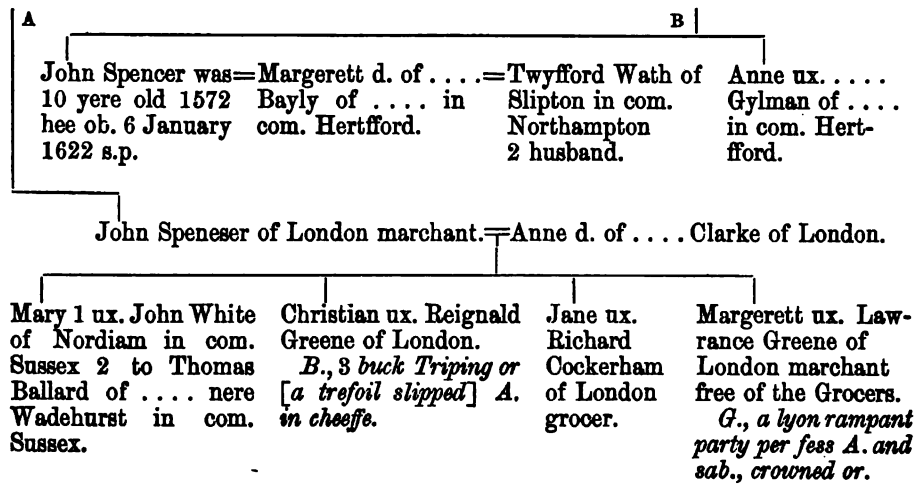 A
B
John Spencer was=Margerett d. of . . . .=Twyfford Wath of
10 yere old 1572
hee ob. 6 January
1622 s.p.
Bayly of . . . . in
com. Hertfford.
Slipton in com.
Northampton
2 husband.
Anne ux. . . . .
Gylman of . . . .
in com. Hert-
fford.
John Speneser of London marchant.=Anne d. of . . . . Clarke of London.
Mary 1 ux. John White
of Nordiam in com.
Sussex 2 to Thomas
Ballard of . . . . nere
Wadehurst in com.
Sussex.
Christian ux. Reignald
Greene of London.
B., 3 buck Triping or
[a trefoil slipped] A.
in cheeffe.
Jane ux.
Richard
Cockerham
of London
grocer.
Margerett ux. Law-
rance Greene of
London marchant
free of the Grocers.
G., a lyon rampant
party per fess A. and
sab., crowned or.